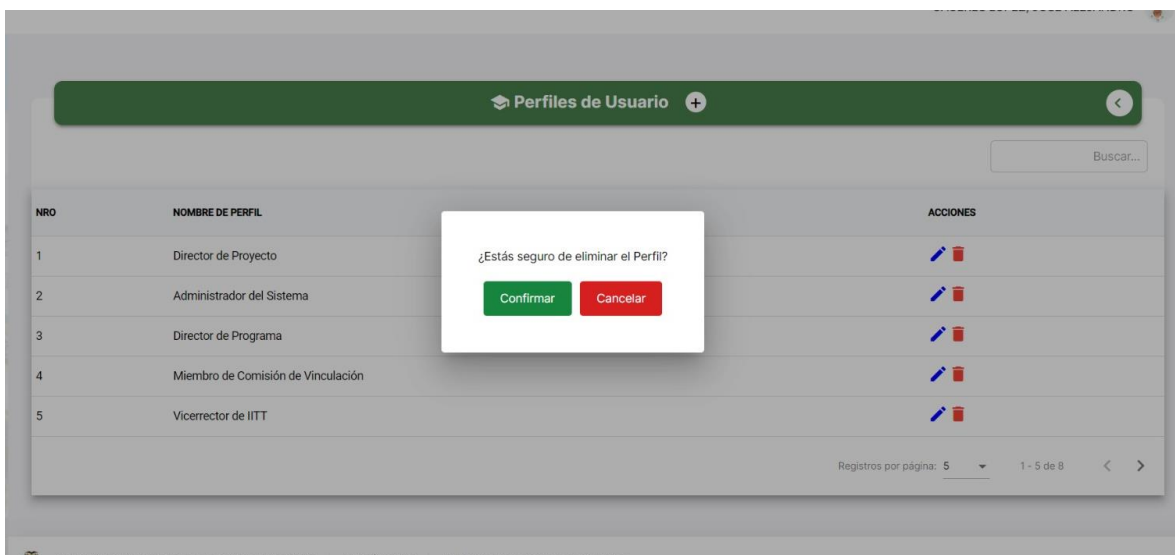 Perfiles de Usuario
Buscar...
NRO NOMBRE DE PERFIL ACCIONES
1 Director de Proyecto
2 Administrador del Sistema
3 Director de Programa
4 Miembro de Comisión de Vinculación
5 Vicerrector de IITT
¿Estás seguro de eliminar el Perfil?
Confirmar Cancelar
Registros por página: 5 1 - 5 de 8